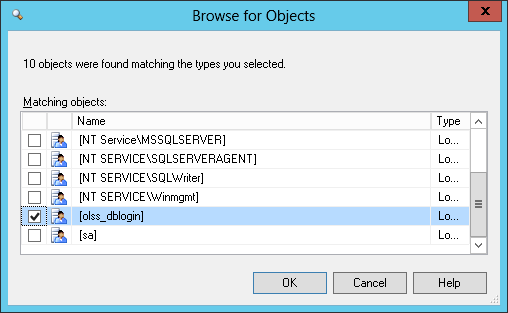 Browse for Objects
x
10 objects were found matching the types you selected.
Matching objects:
Name Type
[NT Service\MSSQLSERVER] Lo...
[NT SERVICE\SQLSERVERAGENT] Lo...
[NT SERVICE\SQLWriter] Lo...
[NT SERVICE\Winmgmt] Lo...
[olss_dblogin] Lo...
[sa] Lo...
OK Cancel Help